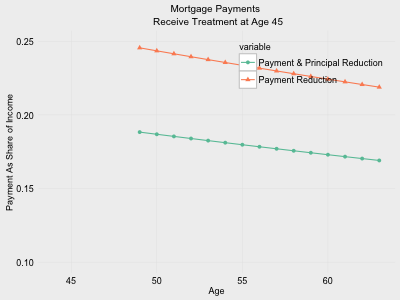 Mortgage Payments
Receive Treatment at Age 45
variable
Payment & Principal Reduction
Payment Reduction
Payment As Share of Income
0.25
0.20
0.15
0.10
45
50
55
60
Age